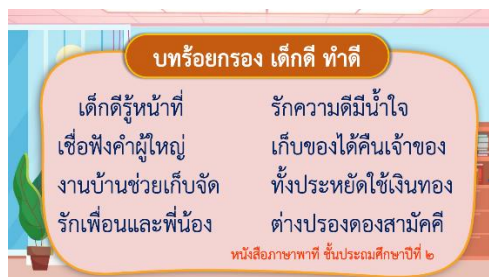 บทร้อยกรอง เด็กดี ทำดี
เด็กดีรู้หน้าที่ รักความดีมีน้ำใจ
เชื่อฟังคำผู้ใหญ่ เก็บของได้คืนเจ้าของ
งานบ้านช่วยเก็บจัด ทั้งประหยัดใช้เงินทอง
รักเพื่อนและพี่น้อง ต่างปรองดองสามัคคี
หนังสือภาษาพาที ชั้นประถมศึกษาปีที่ ๒